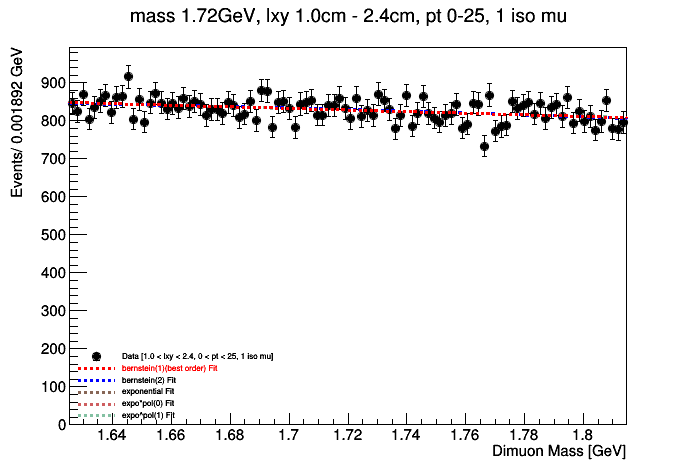 mass 1.72GeV, lxy 1.0cm - 2.4cm, pt 0-25, 1 iso mu
Events/ 0.001892 GeV
900
800
700
600
500
400
300
200
100
0
Data [1.0 < lxy < 2.4, 0 < pt < 25, 1 iso mu]
bernstein(1)(best order) Fit
bernstein(2) Fit
exponential Fit
expo*pol(0) Fit
expo*pol(1) Fit
1.64 1.66 1.68 1.7 1.72 1.74 1.76 1.78 1.8
Dimuon Mass [GeV]